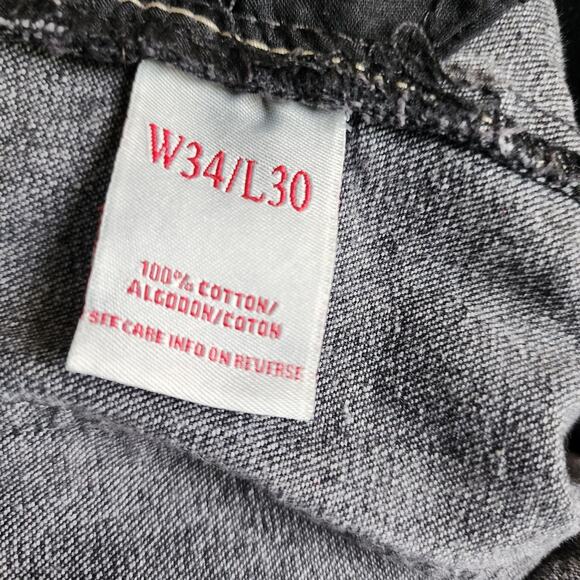 W34/L30
100% COTTON/
ALGODON/COTON
SEE CARE INFO ON REVERSE